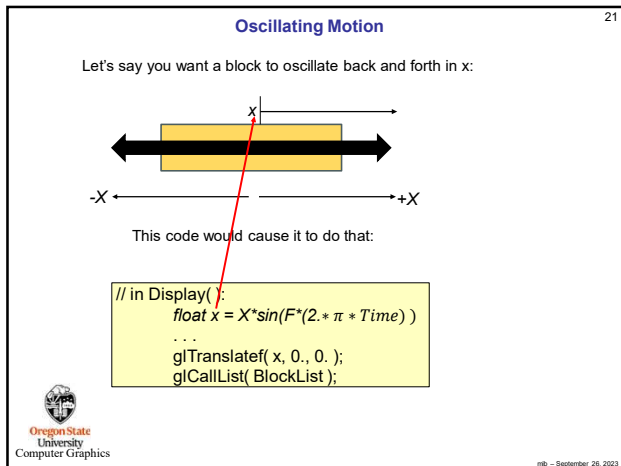 21
Oscillating Motion
Let's say you want a block to oscillate back and forth in x:
x
-X
+X
This code would cause it to do that:
// in Display( ):
float x = X*sin(F*(2.∗ π ∗ Time) )
. . .
glTranslatef( x, 0., 0. );
glCallList( BlockList );
Oregon State
University
Computer Graphics
mjb – September 26, 2023